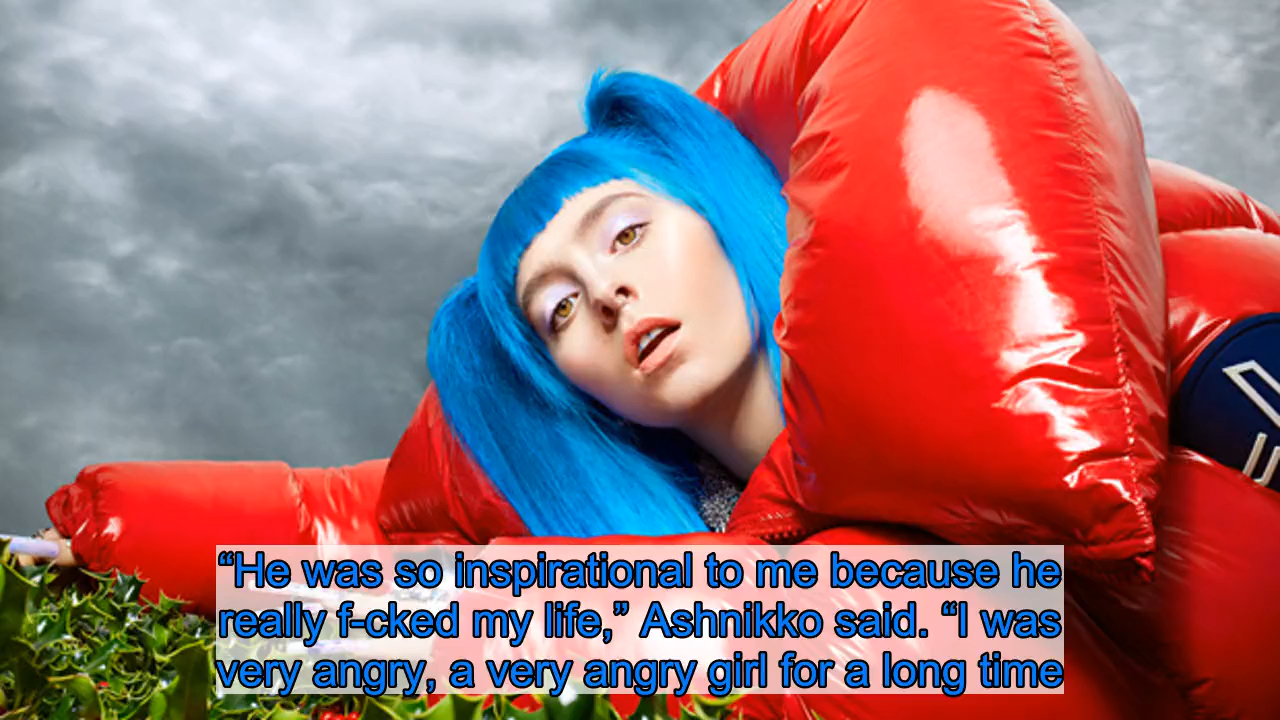 “He was so inspirational to me because he
really f-cked my life,” Ashnikko said. “I was
very angry, a very angry girl for a long time